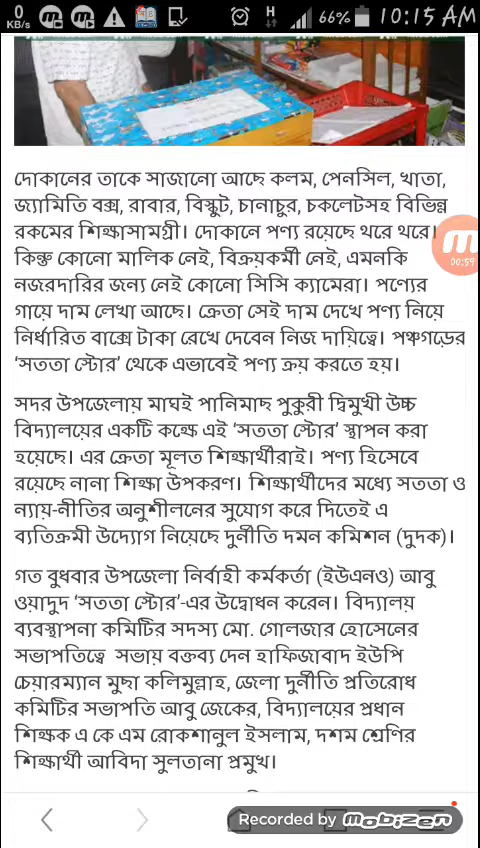 0
KB/s
H
66%
10:15 AM
দোকানের তাকে সাজানো আছে কলম, পেনসিল, খাতা,
জ্যামিতি বক্স, রাবার, বিস্কুট, চানাচুর, চকলেটসহ বিভিন্ন
রকমের শিক্ষাসামগ্রী। দোকানে পণ্য রয়েছে থরে থরে।
কিন্তু কোনো মালিক নেই, বিক্রয়কর্মী নেই, এমনকি
00:59
নজরদারির জন্য নেই কোনো সিসি ক্যামেরা। পণ্যের
গায়ে দাম লেখা আছে। ক্রেতা সেই দাম দেখে পণ্য নিয়ে
নির্ধারিত বাক্সে টাকা রেখে দেবেন নিজ দায়িত্বে। পঞ্চগড়ের
‘সততা স্টোর’ থেকে এভাবেই পণ্য ক্রয় করতে হয়।
সদর উপজেলায় মাঘই পানিমাছ পুকুরী দ্বিমুখী উচ্চ
বিদ্যালয়ের একটি কক্ষে এই ‘সততা স্টোর’ স্থাপন করা
হয়েছে। এর ক্রেতা মূলত শিক্ষার্থীরাই। পণ্য হিসেবে
রয়েছে নানা শিক্ষা উপকরণ। শিক্ষার্থীদের মধ্যে সততা ও
ন্যায়-নীতির অনুশীলনের সুযোগ করে দিতেই এ
ব্যতিক্রমী উদ্যোগ নিয়েছে দুর্নীতি দমন কমিশন (দুদক)।
গত বুধবার উপজেলা নির্বাহী কর্মকর্তা (ইউএনও) আবু
ওয়াদুদ ‘সততা স্টোর’-এর উদ্বোধন করেন। বিদ্যালয়
ব্যবস্থাপনা কমিটির সদস্য মো. গোলজার হোসেনের
সভাপতিত্বে সভায় বক্তব্য দেন হাফিজাবাদ ইউপি
চেয়ারম্যান মুছা কলিমুল্লাহ, জেলা দুর্নীতি প্রতিরোধ
কমিটির সভাপতি আবু জেকের, বিদ্যালয়ের প্রধান
শিক্ষক এ কে এম রোকশানুল ইসলাম, দশম শ্রেণির
শিক্ষার্থী আবিদা সুলতানা প্রমুখ।
Recorded by mobizen